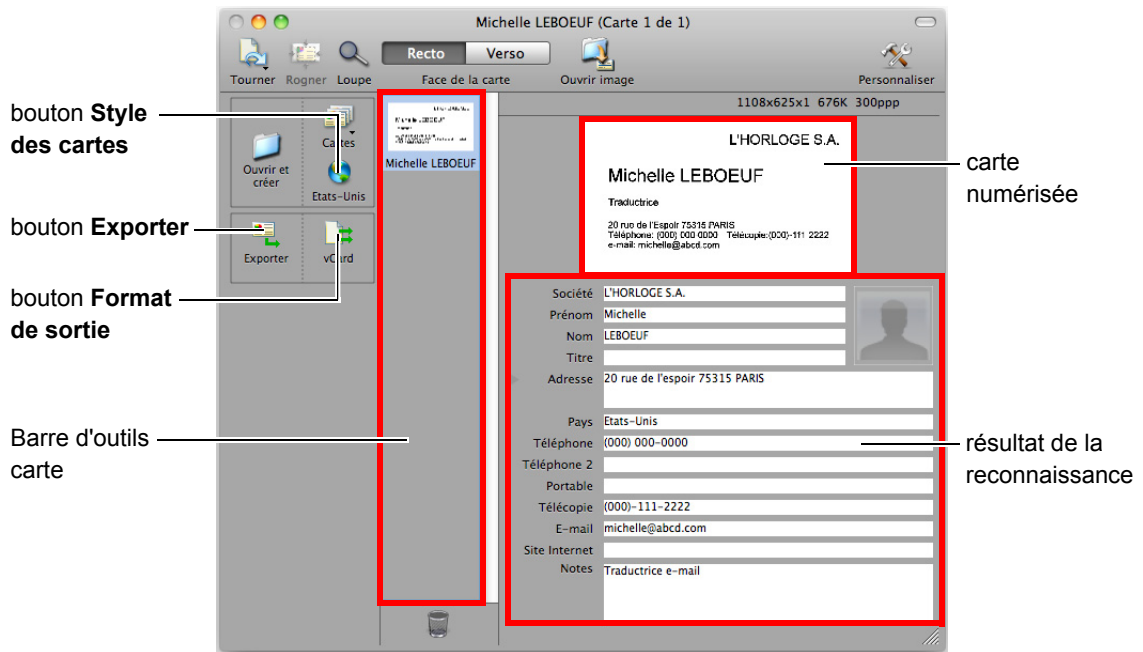 Michelle LEBOEUF (Carte 1 de 1)
Tourner Rogner Loupe
Recto Verso
Face de la carte
Ouvrir image
Personnaliser
bouton Style
des cartes
bouton Exporter
bouton Format
de sortie
Barre d'outils
carte
Ouvrir et
créer
Cartes
Etats-Unis
Exporter
vCard
Michelle LEBOEUF
1108x625x1 676K 300ppp
L'HORLOGE S.A.
Michelle LEBOEUF
Traductrice
20 rue de l'Espoir 75315 PARIS
Téléphone: (000) 000 0000 Télécopie:(000)-111 2222
e-mail: michelle@abcd.com
carte
numérisée
Société L'HORLOGE S.A.
Prénom Michelle
Nom LEBOEUF
Titre
Adresse 20 rue de l'espoir 75315 PARIS
Pays Etats-Unis
Téléphone (000) 000-0000
Téléphone 2
Portable
Télécopie (000)-111-2222
E-mail michelle@abcd.com
Site Internet
Notes Traductrice e-mail
résultat de la
reconnaissance